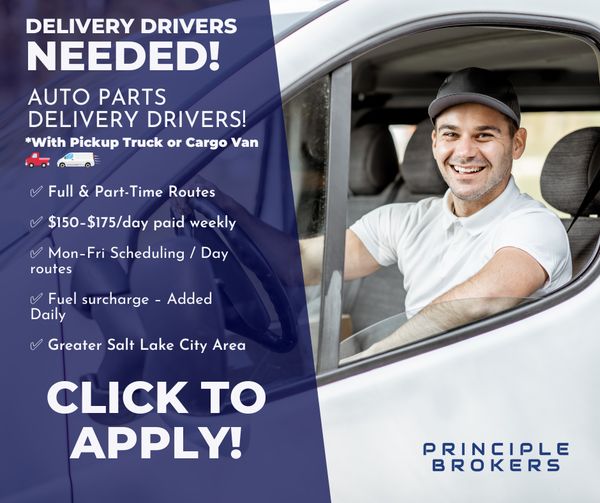 DELIVERY DRIVERS
NEEDED!
AUTO PARTS
DELIVERY DRIVERS!
*With Pickup Truck or Cargo Van
✅ Full & Part-Time Routes
✅ $150–$175/day paid weekly
✅ Mon–Fri Scheduling / Day
routes
✅ Fuel surcharge – Added
Daily
✅ Greater Salt Lake City Area
CLICK TO
APPLY!
PRINCIPLE
BROKERS